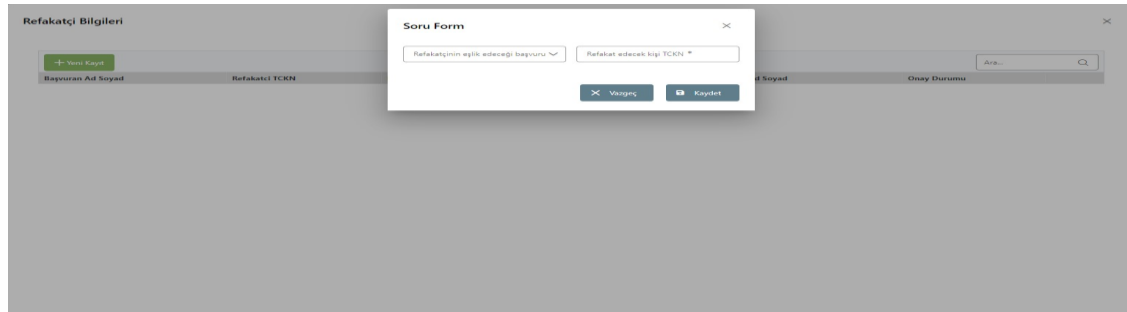 Refakatçi Bilgileri
Soru Form
Refakatçinin eşlik edeceği başvuru
Refakat edecek kişi TCKN *
+ Yeni Kayıt
Ara...
Başvuran Ad Soyad
Refakatci TCKN
d Soyad
Onay Durumu
Vazgeç
Kaydet